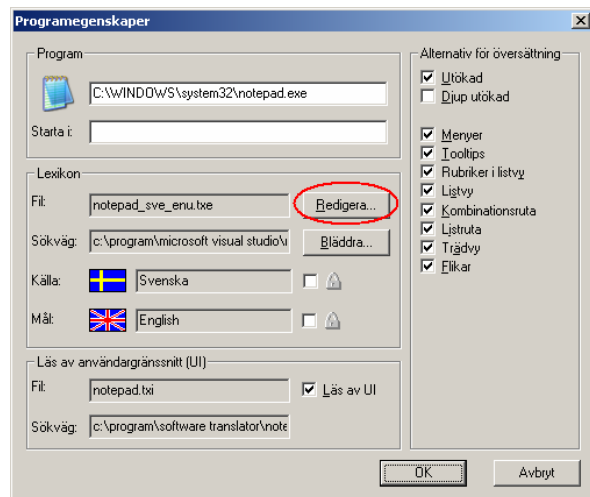 Programegenskaper
Program
C:\WINDOWS\system32\notepad.exe
Starta i:
Lexikon
Fil: notepad_sve_enu.txe Redigera...
Sökväg: c:\program\microsoft visual studio\ Bläddra...
Källa: Svenska
Mål: English
Läs av användargränssnitt (UI)
Fil: notepad.txi Läs av UI
Sökväg: c:\program\software translator\note
Alternativ för översättning
Utökad
Djup utökad
Menyer
Tooltips
Rubriker i listvy
Listvy
Kombinationsruta
Listruta
Trädvy
Flikar
OK Avbryt